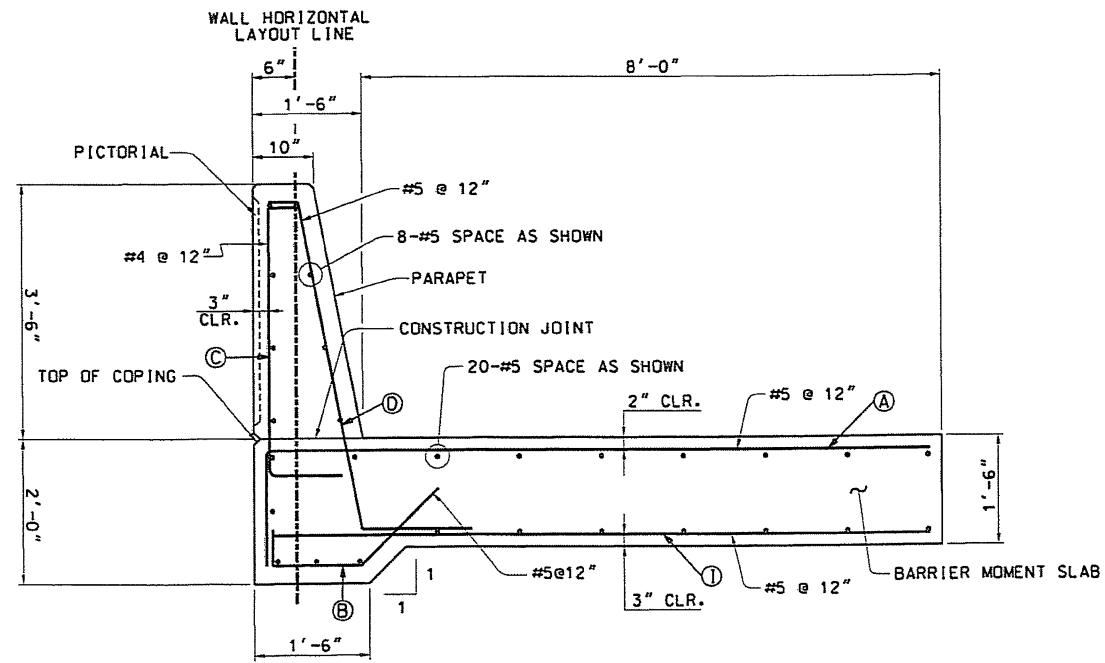 WALL HORIZONTAL
LAYOUT LINE
6"
8'-0"
1'-6"
10"
PICTORIAL
#5 @ 12"
#4 @ 12"
8-#5 SPACE AS SHOWN
PARAPET
3'-6"
3"
CLR.
CONSTRUCTION JOINT
C
TOP OF COPING
20-#5 SPACE AS SHOWN
D
2" CLR.
#5 @ 12"
A
2'-0"
1'-9"
#5@12"
I
#5 @ 12"
BARRIER MOMENT SLAB
1
1
B
3" CLR.
1'-6"